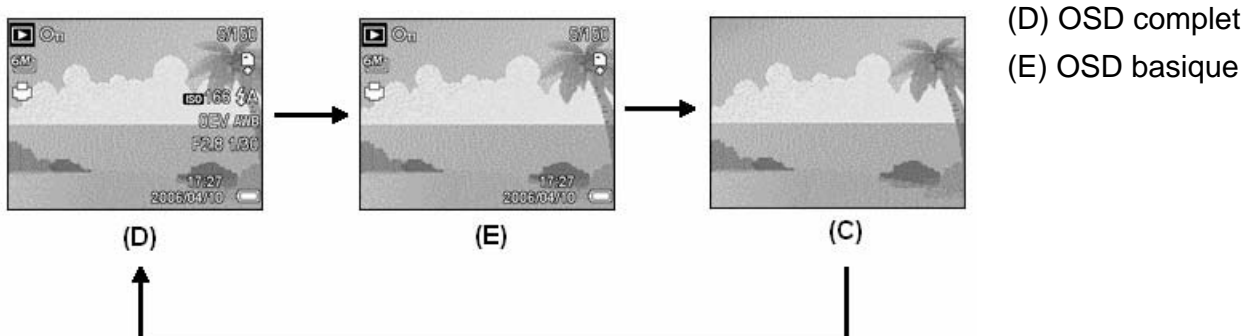 5/150
6M
ISO 166 A
0EV AWB
F2.8 1/30
17:27
2006/04/10
(D)
5/150
6M
17:27
2006/04/10
(E)
(C)
(D) OSD complet
(E) OSD basique